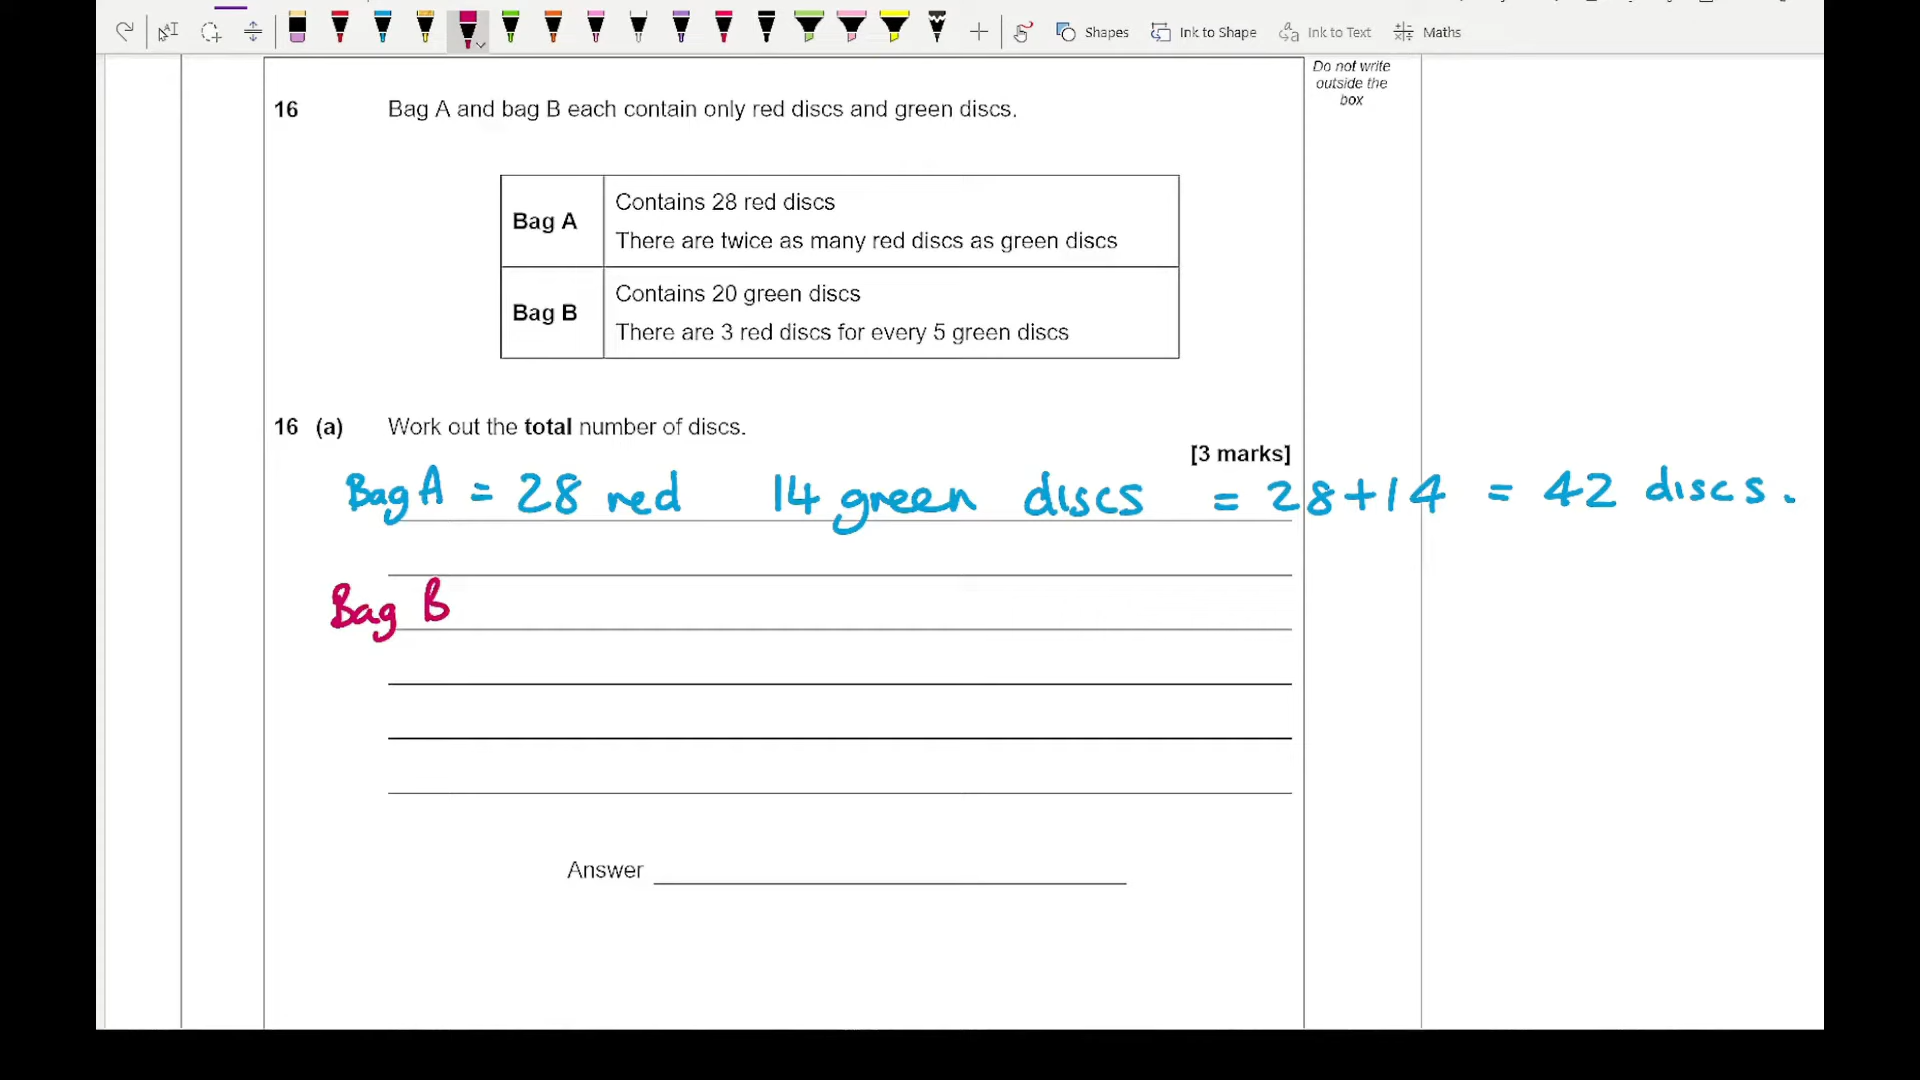 Shapes Ink to Shape Ink to Text Maths
Do not write
outside the
box
16 Bag A and bag B each contain only red discs and green discs.
Bag A
Contains 28 red discs
There are twice as many red discs as green discs
Bag B
Contains 20 green discs
There are 3 red discs for every 5 green discs
16 (a) Work out the total number of discs.
[3 marks]
Bag A = 28 red 14 green discs = 28+14 = 42 discs.
Bag B
Answer